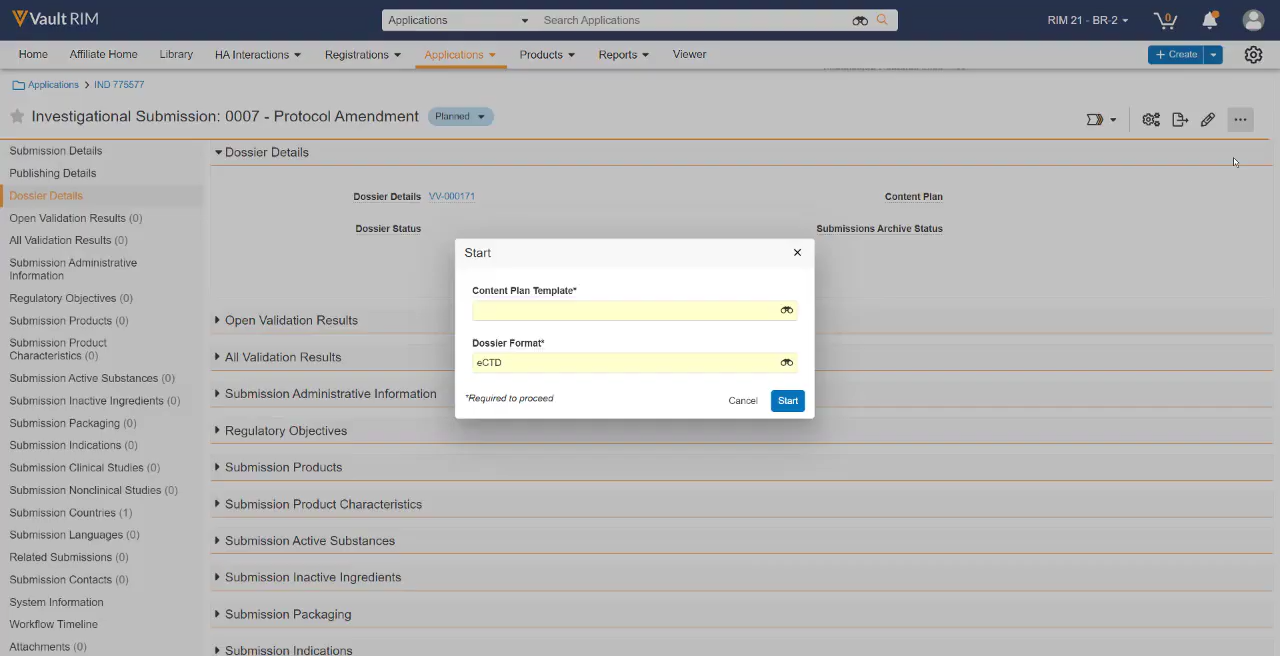 Vault RIM
Applications
Search Applications
RIM 21 - BR-2
0
Home
Affiliate Home
Library
HA Interactions
Registrations
Applications
Products
Reports
Viewer
+ Create
Applications > IND 775577
Investigational Submission: 0007 - Protocol Amendment
Planned
Submission Details
Publishing Details
Dossier Details
Open Validation Results (0)
All Validation Results (0)
Submission Administrative
Information
Regulatory Objectives (0)
Submission Products (0)
Submission Product
Characteristics (0)
Submission Active Substances (0)
Submission Inactive Ingredients (0)
Submission Packaging (0)
Submission Indications (0)
Submission Clinical Studies (0)
Submission Nonclinical Studies (0)
Submission Countries (1)
Submission Languages (0)
Related Submissions (0)
Submission Contacts (0)
System Information
Workflow Timeline
Attachments (0)
Dossier Details
Dossier Details VV-000171
Content Plan
Dossier Status
Submissions Archive Status
Open Validation Results
All Validation Results
Submission Administrative Information
Regulatory Objectives
Submission Products
Submission Product Characteristics
Submission Active Substances
Submission Inactive Ingredients
Submission Packaging
Submission Indications
Start
Content Plan Template*
Dossier Format*
eCTD
*Required to proceed
Cancel
Start